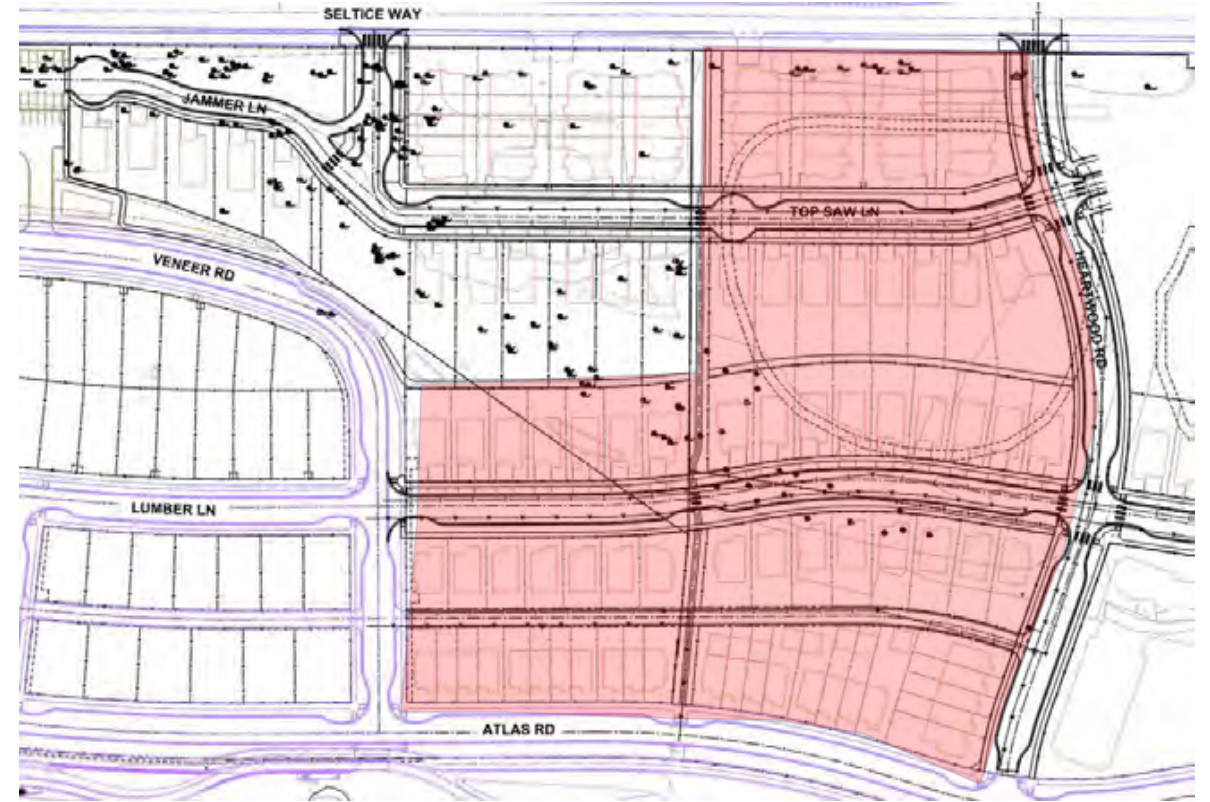 SELTICE WAY
JAMMER LN
TOP SAW LN
VENEER RD
HEARTWOOD RD
LUMBER LN
ATLAS RD